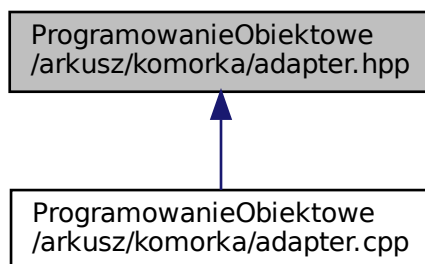 ProgramowanieObiektowe
/arkusz/komorka/adapter.hpp
ProgramowanieObiektowe
/arkusz/komorka/adapter.cpp